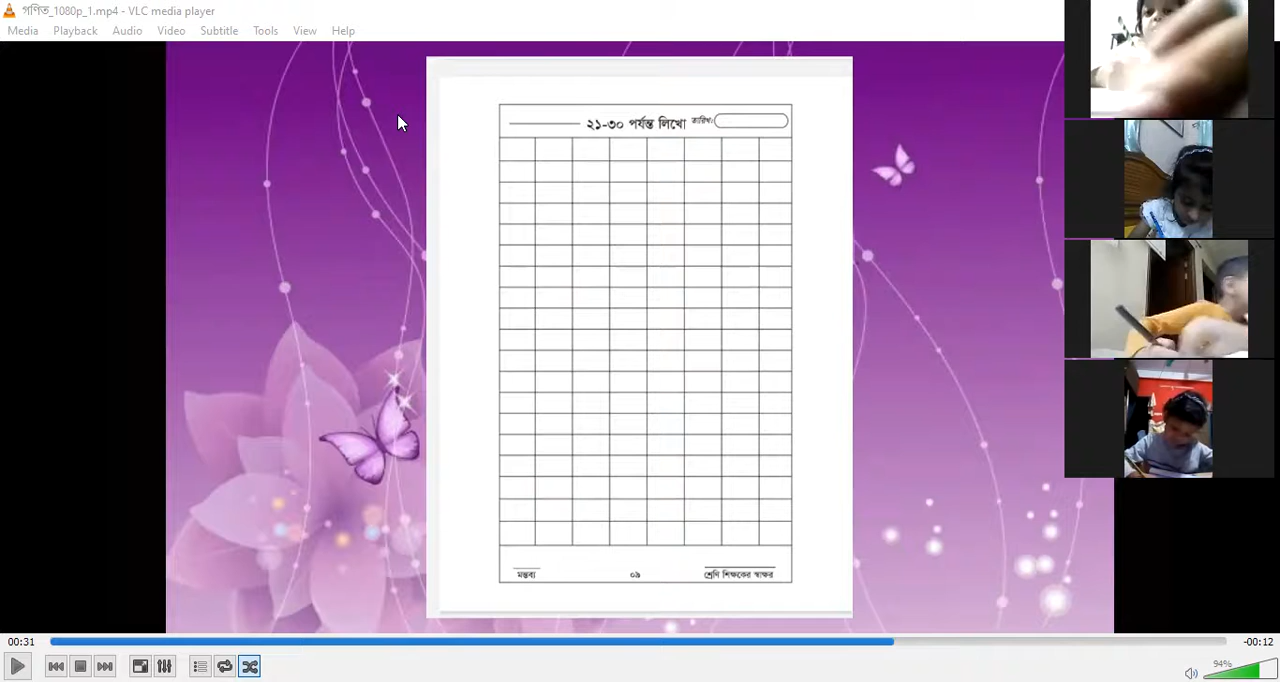 গণিত_1080p_1.mp4 - VLC media player
Media Playback Audio Video Subtitle Tools View Help
২১-৩০ পর্যন্ত লিখো তারিখ:
মন্তব্য ০৯ শ্রেণি শিক্ষকের স্বাক্ষর
00:31 -00:12
94%